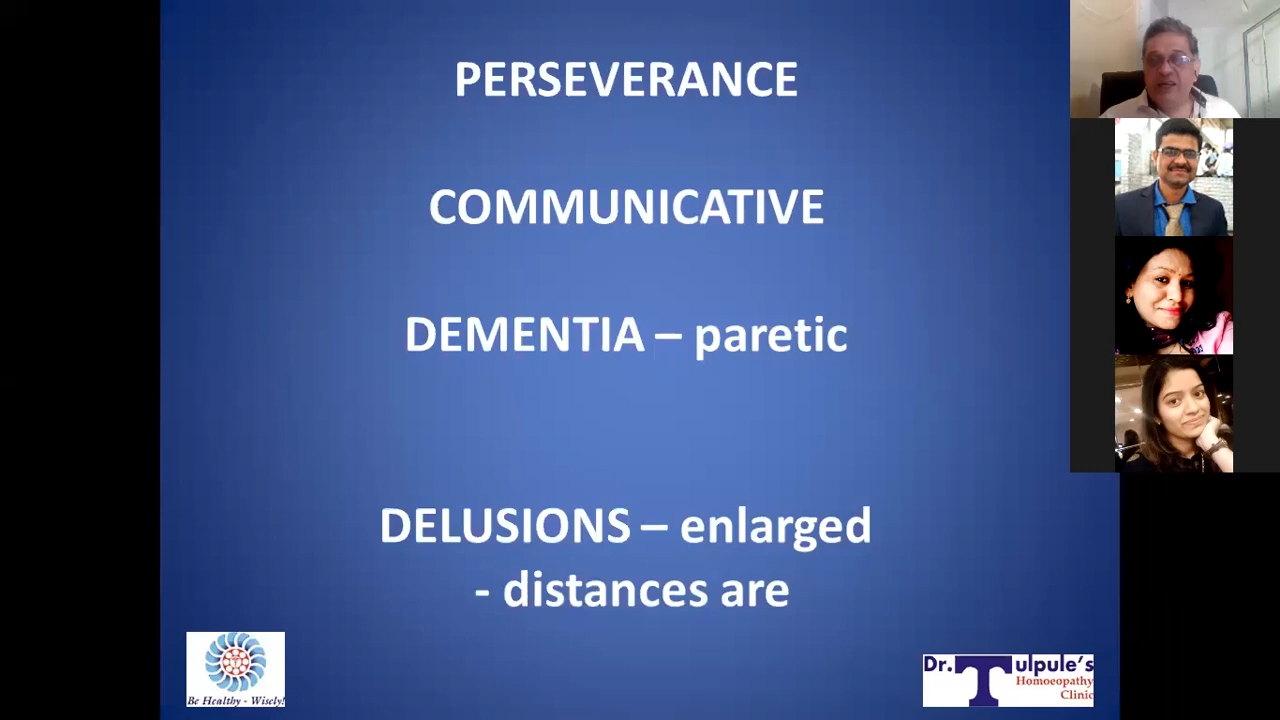 PERSEVERANCE
COMMUNICATIVE
DEMENTIA – paretic
DELUSIONS – enlarged
- distances are
Be Healthy - Wisely!
Dr. Tulpule's
Homoeopathy
Clinic